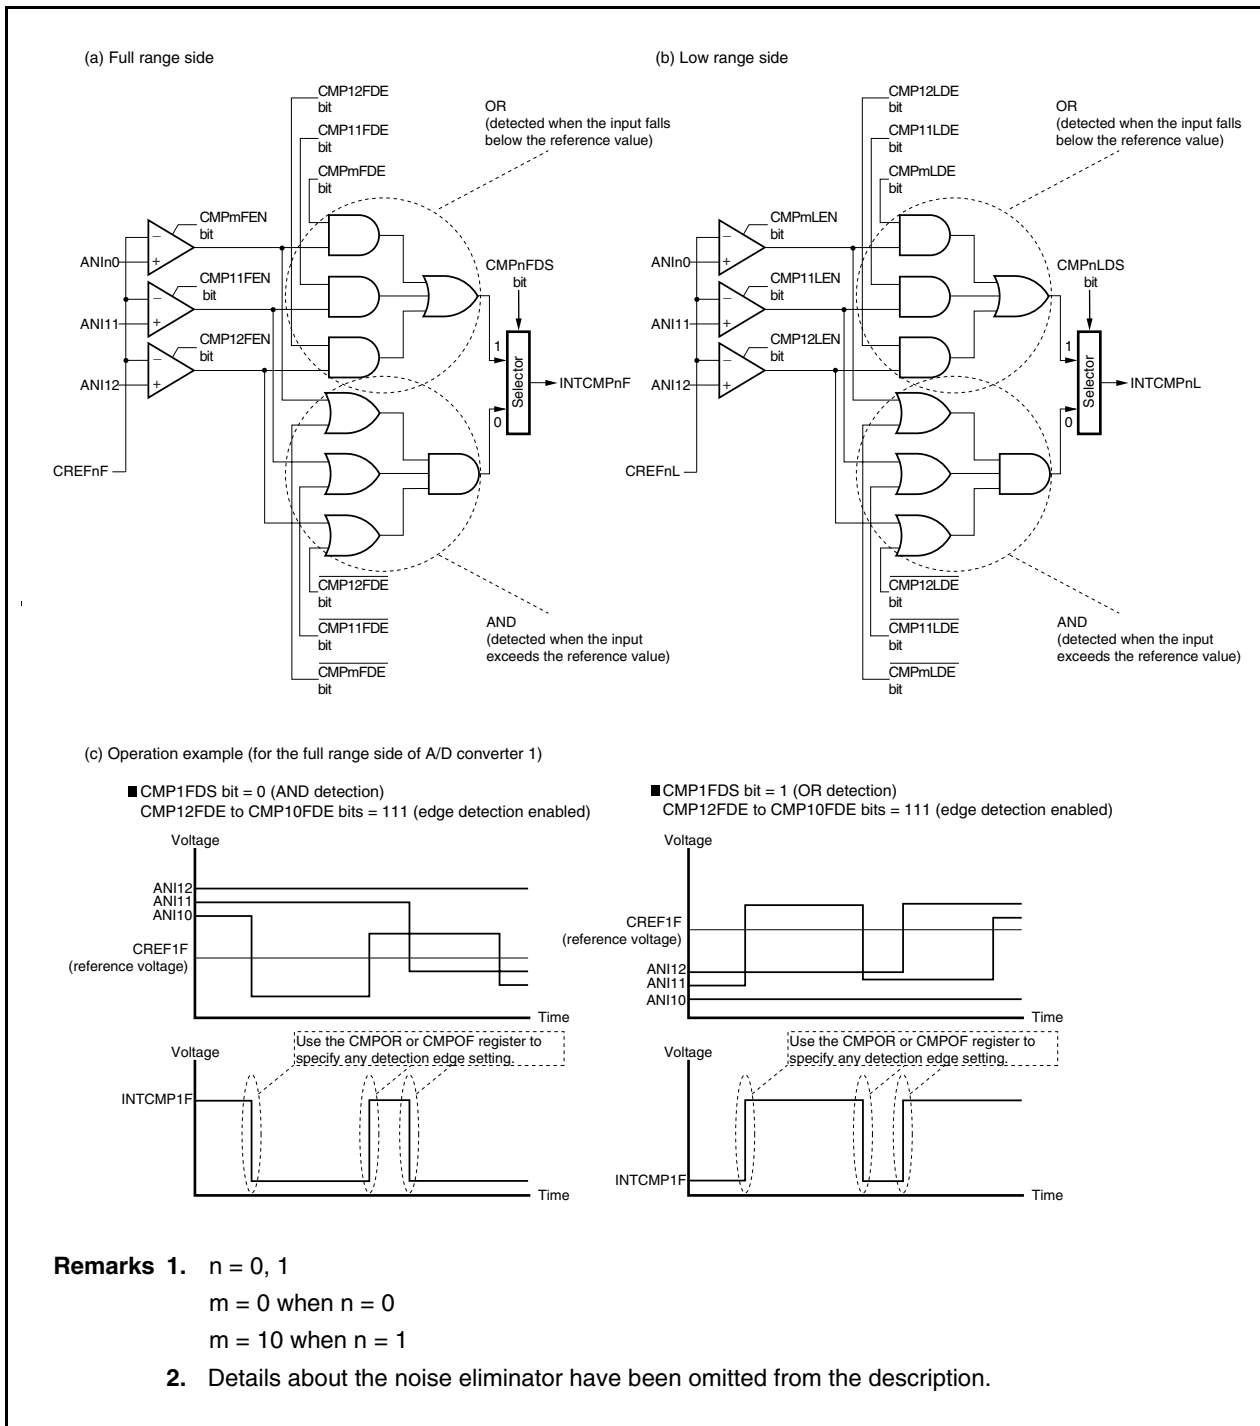 (a) Full range side
CMP12FDE
bit
CMP11FDE
bit
CMPmFDE
bit
OR
(detected when the input falls
below the reference value)
CMPmFEN
bit
−
+
ANIn0
CMP11FEN
bit
−
+
ANI11
CMP12FEN
bit
−
+
ANI12
CREFnF
CMPnFDS
bit
1
0
Selector
INTCMPnF
CMP12FDE
bit
CMP11FDE
bit
CMPmFDE
bit
AND
(detected when the input
exceeds the reference value)
(b) Low range side
CMP12LDE
bit
CMP11LDE
bit
CMPmLDE
bit
OR
(detected when the input falls
below the reference value)
CMPmLEN
bit
−
+
ANIn0
CMP11LEN
bit
−
+
ANI11
CMP12LEN
bit
−
+
ANI12
CREFnL
CMPnLDS
bit
1
0
Selector
INTCMPnL
CMP12LDE
bit
CMP11LDE
bit
CMPmLDE
bit
AND
(detected when the input
exceeds the reference value)
(c) Operation example (for the full range side of A/D converter 1)
■ CMP1FDS bit = 0 (AND detection)
CMP12FDE to CMP10FDE bits = 111 (edge detection enabled)
Voltage
ANI12
ANI11
ANI10
CREF1F
(reference voltage)
Time
Voltage
Use the CMPOR or CMPOF register to
specify any detection edge setting.
INTCMP1F
Time
■ CMP1FDS bit = 1 (OR detection)
CMP12FDE to CMP10FDE bits = 111 (edge detection enabled)
Voltage
CREF1F
(reference voltage)
ANI12
ANI11
ANI10
Time
Voltage
Use the CMPOR or CMPOF register to
specify any detection edge setting.
INTCMP1F
Time
Remarks 1. n = 0, 1
m = 0 when n = 0
m = 10 when n = 1
2. Details about the noise eliminator have been omitted from the description.